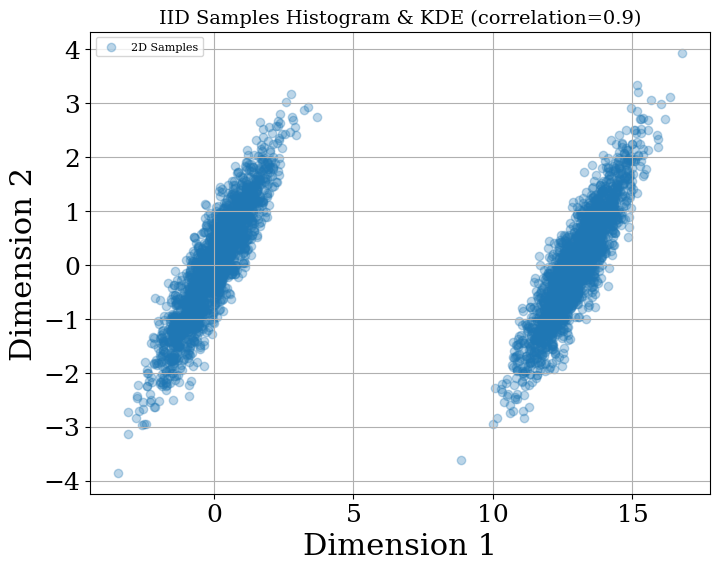 IID Samples Histogram & KDE (correlation=0.9)
2D Samples
4
3
2
1
0
−1
−2
−3
−4
Dimension 2
0 5 10 15
Dimension 1